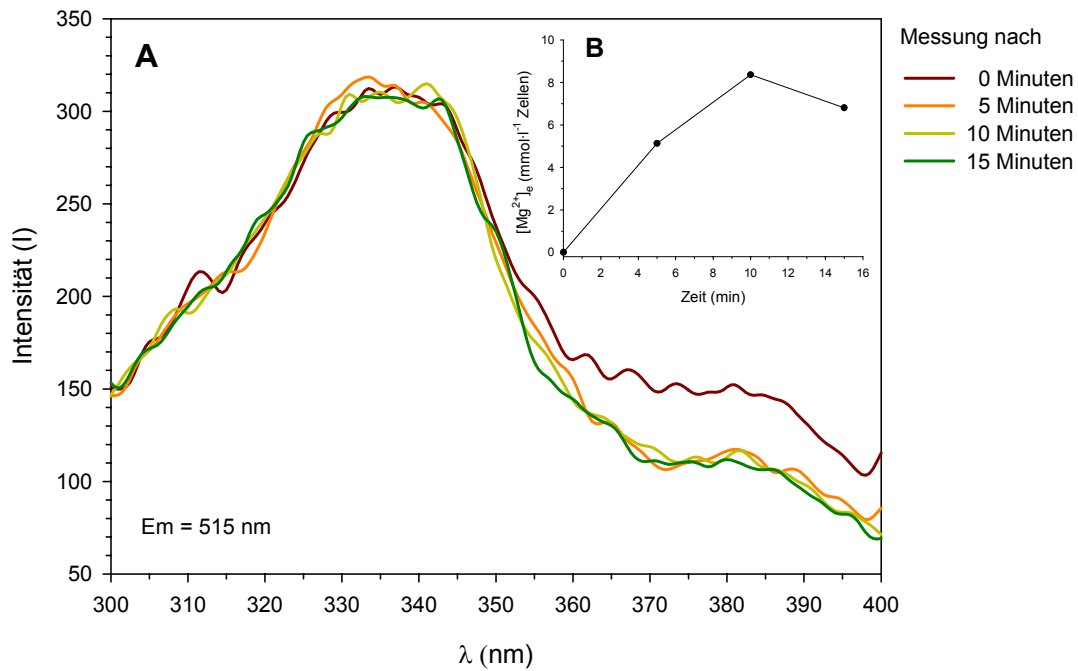 A
Intensität (I)
350
300
250
200
150
100
50
300 310 320 330 340 350 360 370 380 390 400
λ (nm)
Em = 515 nm
B
[Mg²⁺]ₑ (mmol·l⁻¹ Zellen)
10
8
6
4
2
0
0 2 4 6 8 10 12 14 16
Zeit (min)
Messung nach
0 Minuten
5 Minuten
10 Minuten
15 Minuten